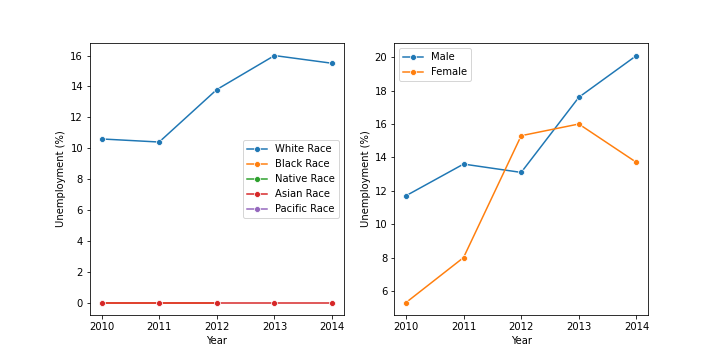 Unemployment (%)
16
14
12
10
8
6
4
2
0
White Race
Black Race
Native Race
Asian Race
Pacific Race
2010 2011 2012 2013 2014
Year
Unemployment (%)
20
18
16
14
12
10
8
6
Male
Female
2010 2011 2012 2013 2014
Year